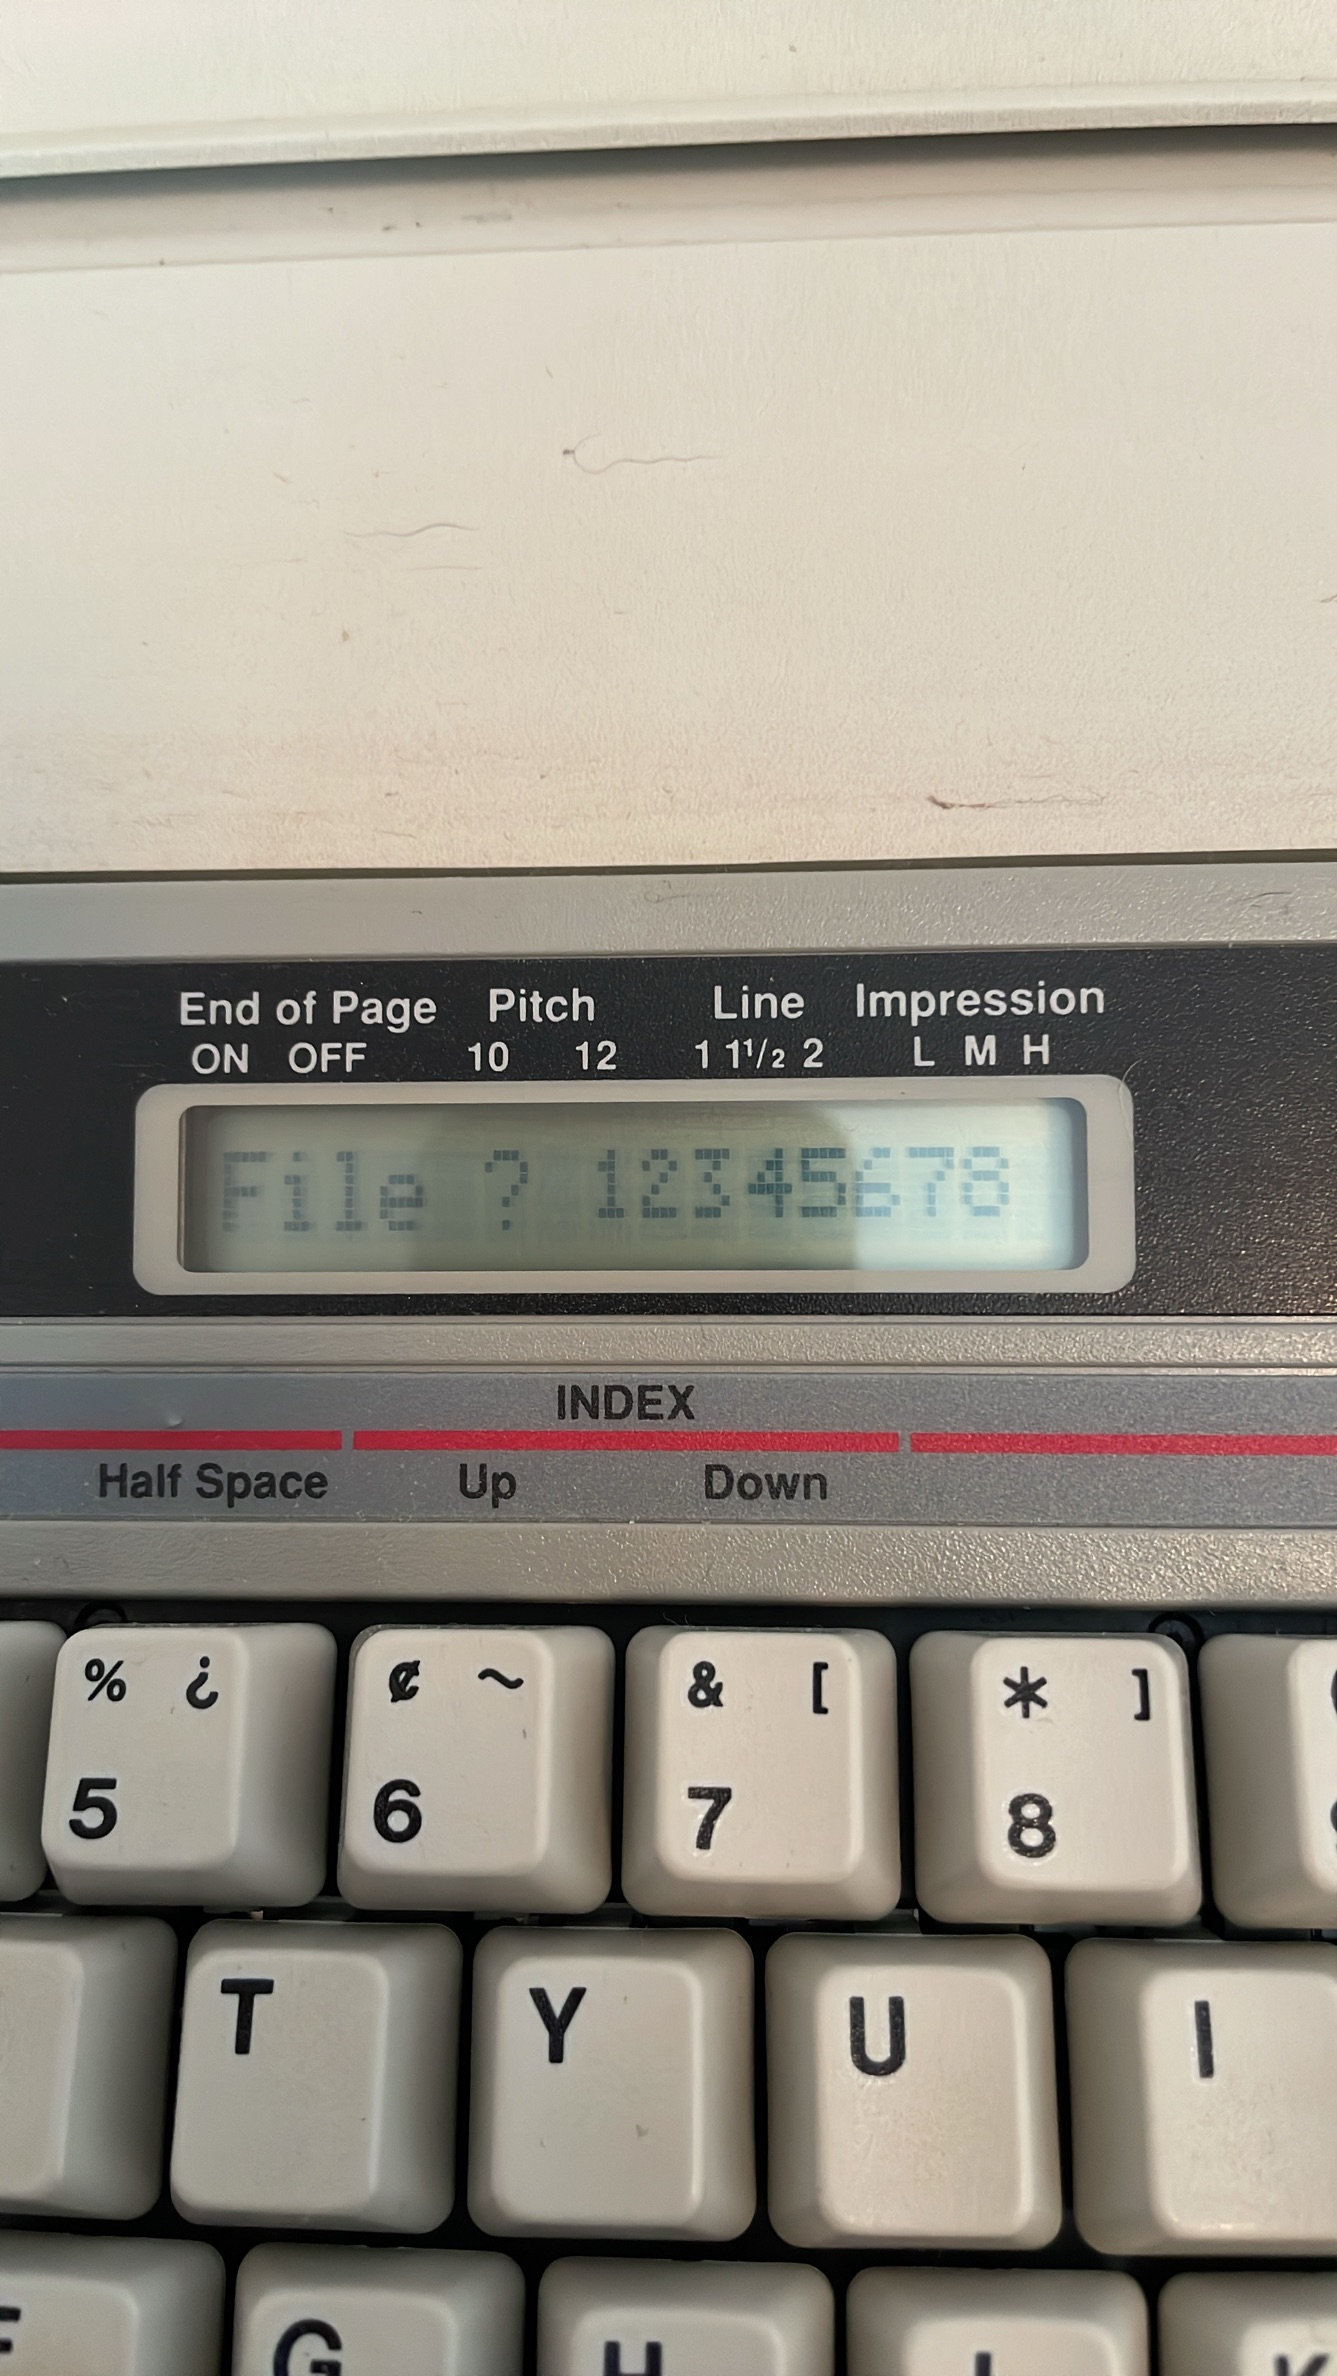 End of Page Pitch Line Impression
ON OFF 10 12 1 1½ 2 L M H
File ? 12345678
INDEX
Half Space Up Down
% ¿ ¢ ~ & [ * ]
5 6 7 8
T Y U I
G H